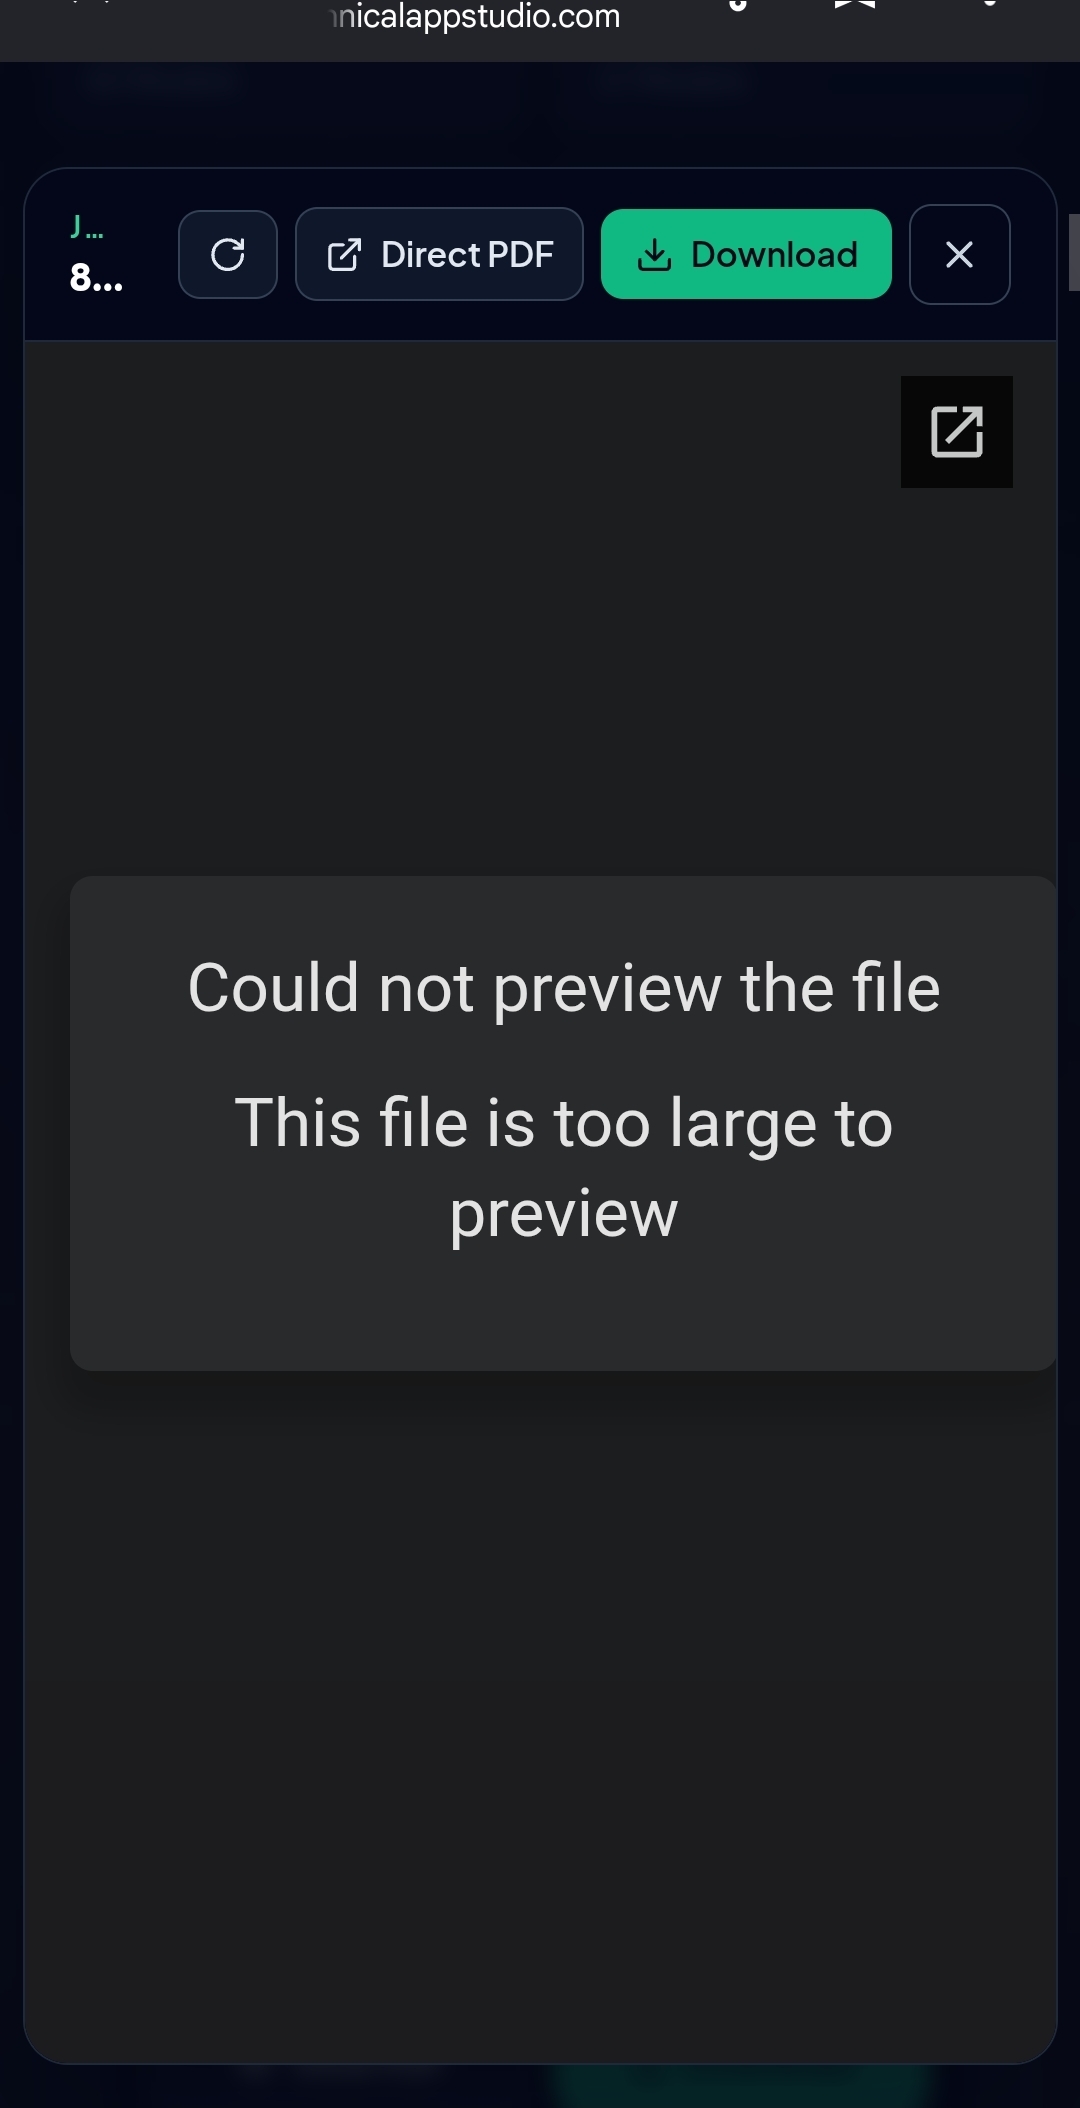 nicalappstudio.com
J...
8...
Direct PDF
Download
Could not preview the file
This file is too large to
preview